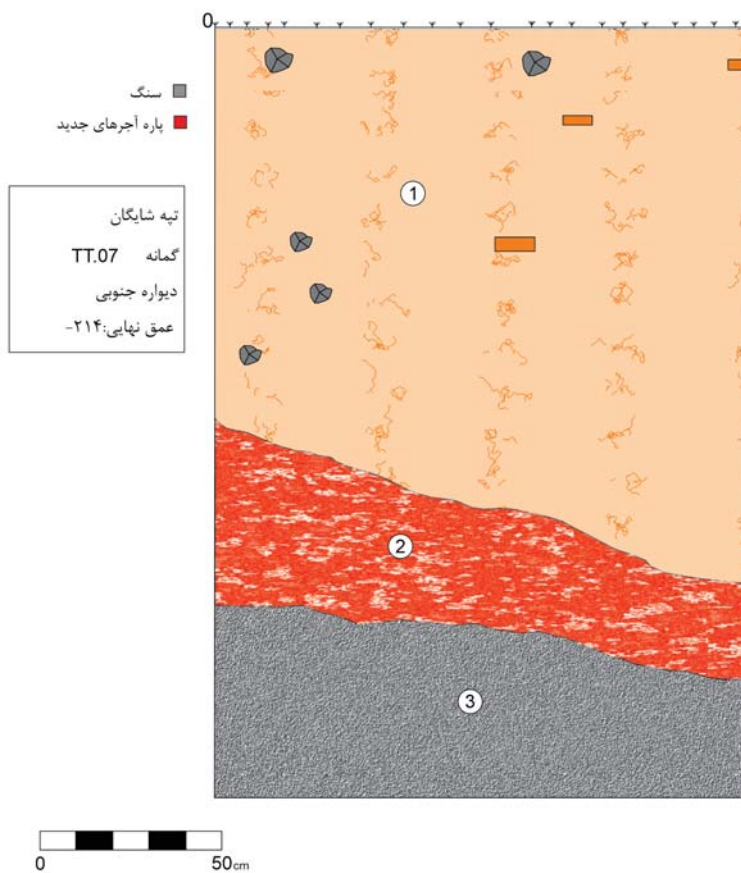 0
سنگ
پاره آجرهای جدید
تپه شایگان
گمانه TT.07
دیواره جنوبی
عمق نهایی:۲۱۴-
1
2
3
0 50cm